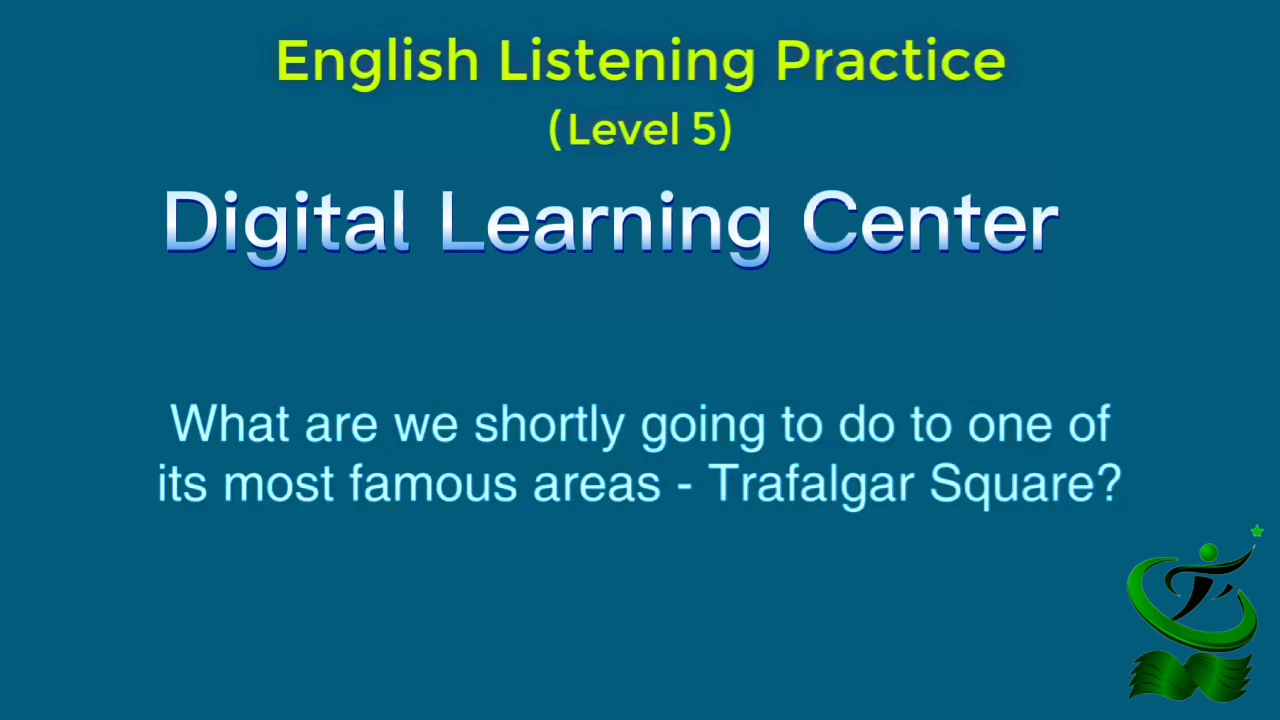 English Listening Practice
(Level 5)
Digital Learning Center
What are we shortly going to do to one of
its most famous areas - Trafalgar Square?